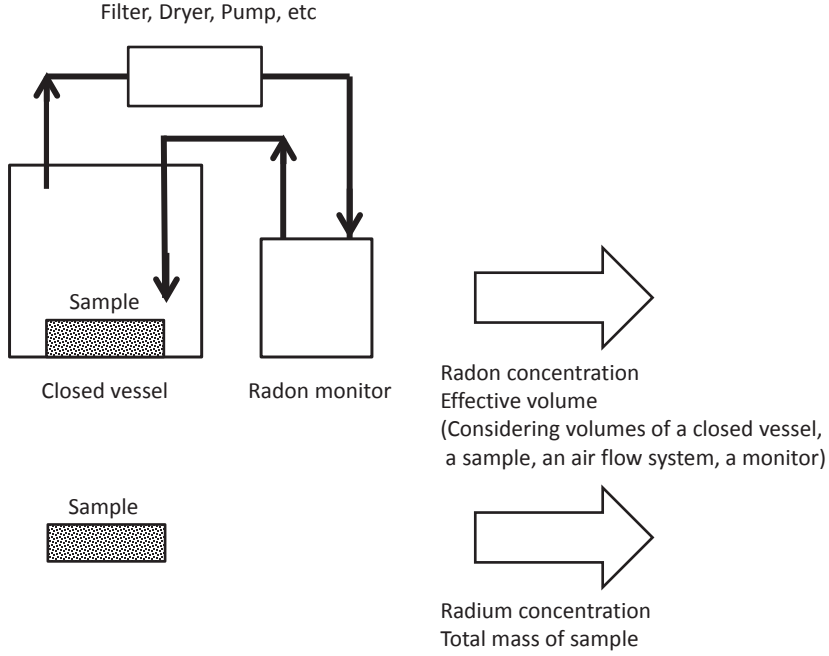 Filter, Dryer, Pump, etc
Sample
Closed vessel
Radon monitor
Radon concentration
Effective volume
(Considering volumes of a closed vessel,
a sample, an air flow system, a monitor)
Sample
Radium concentration
Total mass of sample